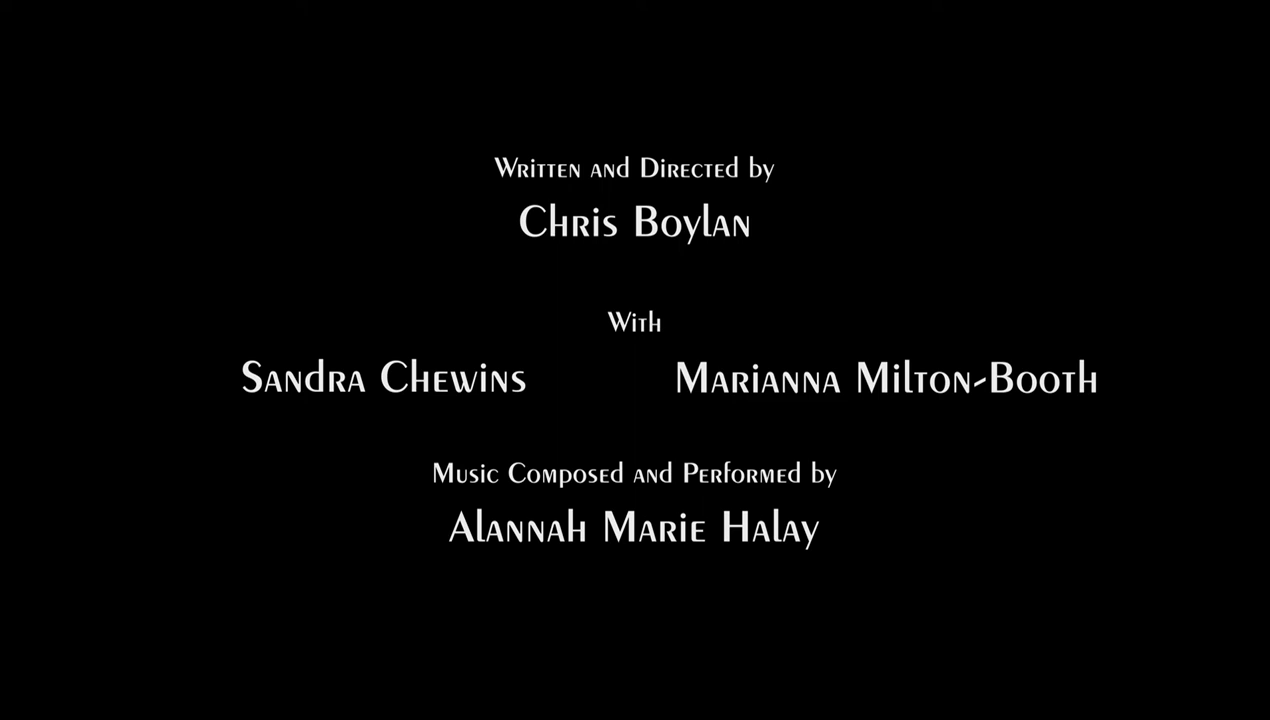 Written and Directed by
Chris Boylan
With
Sandra Chewins Marianna Milton-Booth
Music Composed and Performed by
Alannah Marie Halay